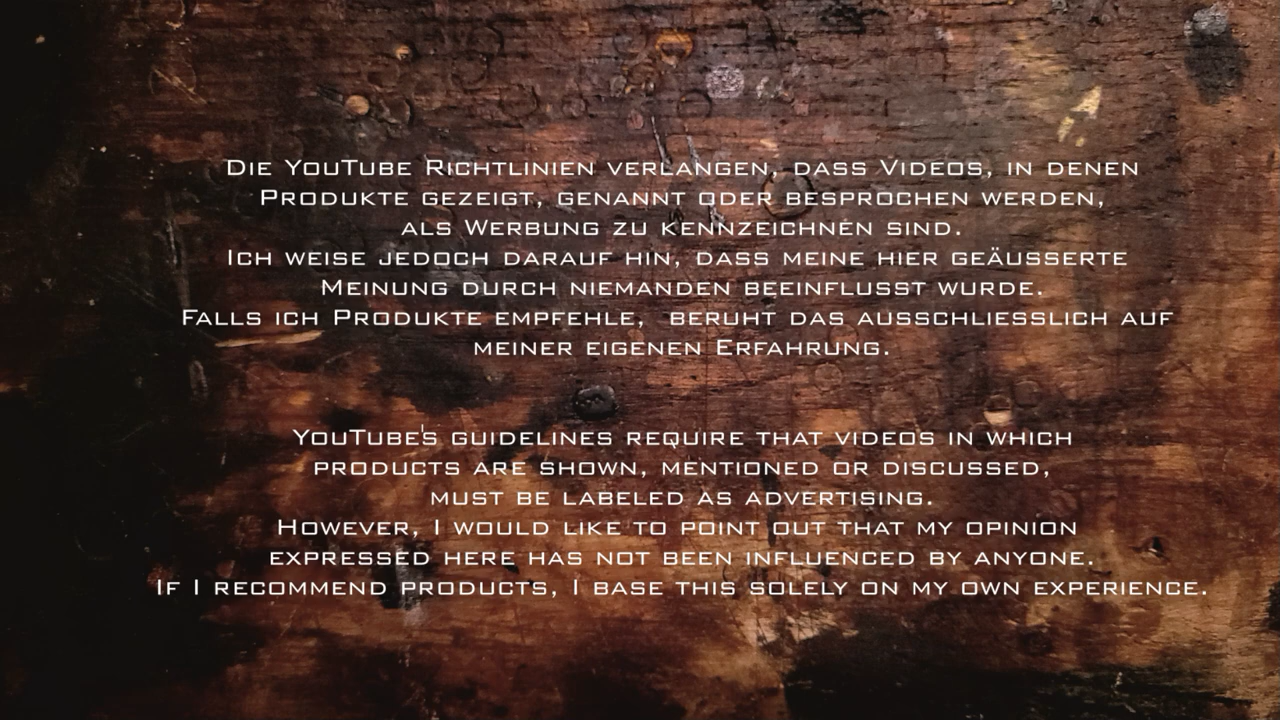 Die YouTube Richtlinien verlangen, dass Videos, in denen
Produkte gezeigt, genannt oder besprochen werden,
als Werbung zu kennzeichnen sind.
Ich weise jedoch darauf hin, dass meine hier geäusserte
Meinung durch niemanden beeinflusst wurde.
Falls ich Produkte empfehle, beruht das ausschliesslich auf
meiner eigenen Erfahrung.
YouTube's guidelines require that videos in which
products are shown, mentioned or discussed,
must be labeled as advertising.
However, I would like to point out that my opinion
expressed here has not been influenced by anyone.
If I recommend products, I base this solely on my own experience.